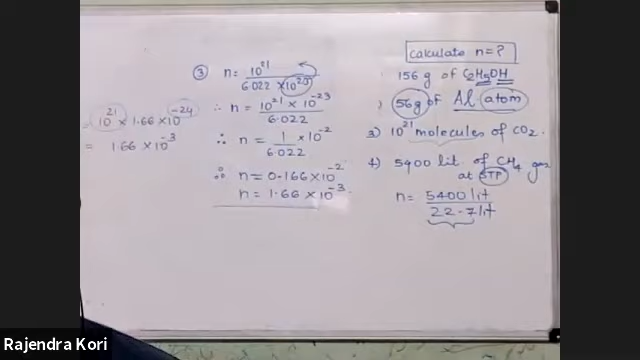 calculate n=?
156 g of C2H5OH
56g of Al atom
3) 10^21 molecules of CO2.
4) 5400 lit of CH4 gas
at STP
n = 5400 lit / 22.7 lit
③ n = 10^21 / 6.022 × 10^23
∴ n = 10^21 × 10^-23 / 6.022
∴ n = 1 / 6.022 × 10^-2
∴ n = 0.166 × 10^-2
n = 1.66 × 10^-3
= 10^21 × 1.66 × 10^-24
= 1.66 × 10^-3
Rajendra Kori